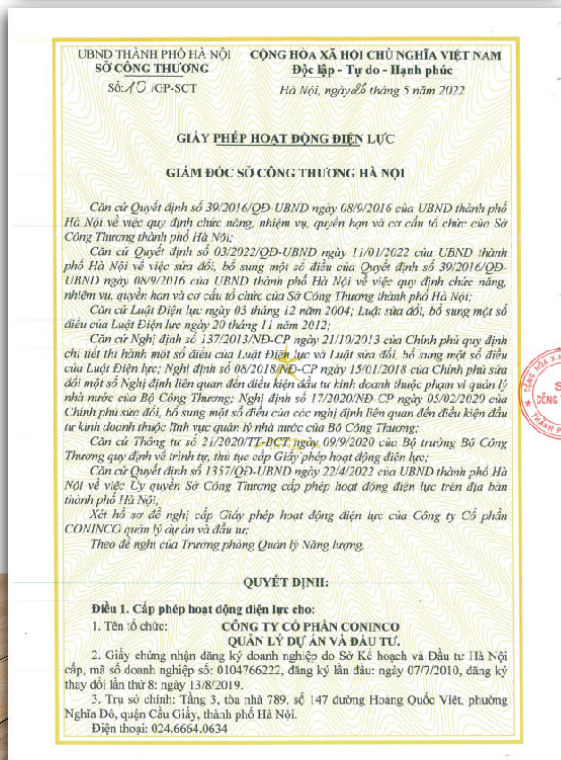 UBND THÀNH PHỐ HÀ NỘI
SỞ CÔNG THƯƠNG
Số: 10 /GP-SCT
CỘNG HÒA XÃ HỘI CHỦ NGHĨA VIỆT NAM
Độc lập - Tự do - Hạnh phúc
Hà Nội, ngày 26 tháng 5 năm 2022
GIẤY PHÉP HOẠT ĐỘNG ĐIỆN LỰC
GIÁM ĐỐC SỞ CÔNG THƯƠNG HÀ NỘI
Căn cứ Quyết định số 39/2016/QĐ-UBND ngày 08/9/2016 của UBND thành phố
Hà Nội về việc quy định chức năng, nhiệm vụ, quyền hạn và cơ cấu tổ chức của Sở
Công Thương thành phố Hà Nội;
Căn cứ Quyết định số 03/2022/QĐ-UBND ngày 11/01/2022 của UBND thành
phố Hà Nội về việc sửa đổi, bổ sung một số điều của Quyết định số 39/2016/QĐ-
UBND ngày 08/9/2016 của UBND thành phố Hà Nội về việc quy định chức năng,
nhiệm vụ, quyền hạn và cơ cấu tổ chức của Sở Công Thương thành phố Hà Nội;
Căn cứ Luật Điện lực ngày 03 tháng 12 năm 2004; Luật sửa đổi, bổ sung một số
điều của Luật Điện lực ngày 20 tháng 11 năm 2012;
Căn cứ Nghị định số 137/2013/NĐ-CP ngày 21/10/2013 của Chính phủ quy định
chi tiết thi hành một số điều của Luật Điện lực và Luật sửa đổi, bổ sung một số điều
của Luật Điện lực; Nghị định số 08/2018/NĐ-CP ngày 15/01/2018 của Chính phủ sửa
đổi một số Nghị định liên quan đến điều kiện đầu tư kinh doanh thuộc phạm vi quản lý
nhà nước của Bộ Công Thương; Nghị định số 17/2020/NĐ CP ngày 05/02/2020 của
Chính phủ sửa đổi, bổ sung một số điều của các nghị định liên quan đến điều kiện đầu
tư kinh doanh thuộc lĩnh vực quản lý nhà nước của Bộ Công Thương;
Căn cứ Thông tư số 21/2020/TT-BCT ngày 09/9/2020 của Bộ trưởng Bộ Công
Thương quy định về trình tự, thủ tục cấp Giấy phép hoạt động điện lực;
Căn cứ Quyết định số 1357/QĐ-UBND ngày 22/4/2022 của UBND thành phố Hà
Nội về việc Ủy quyền Sở Công Thương cấp phép hoạt động điện lực trên địa bàn
thành phố Hà Nội;
Xét hồ sơ đề nghị cấp Giấy phép hoạt động điện lực của Công ty Cổ phần
CONINCO quản lý dự án và đầu tư;
Theo đề nghị của Trưởng phòng Quản lý Năng lượng.
QUYẾT ĐỊNH:
Điều 1. Cấp phép hoạt động điện lực cho:
1. Tên tổ chức: CÔNG TY CỔ PHẦN CONINCO
QUẢN LÝ DỰ ÁN VÀ ĐẦU TƯ.
2. Giấy chứng nhận đăng ký doanh nghiệp do Sở Kế hoạch và Đầu tư Hà Nội
cấp, mã số doanh nghiệp số: 0104766222, đăng ký lần đầu: ngày 07/7/2010, đăng ký
thay đổi lần thứ 8: ngày 13/8/2019.
3. Trụ sở chính: Tầng 3, tòa nhà 789, số 147 đường Hoàng Quốc Việt, phường
Nghĩa Đô, quận Cầu Giấy, thành phố Hà Nội.
Điện thoại: 024.6664.0634